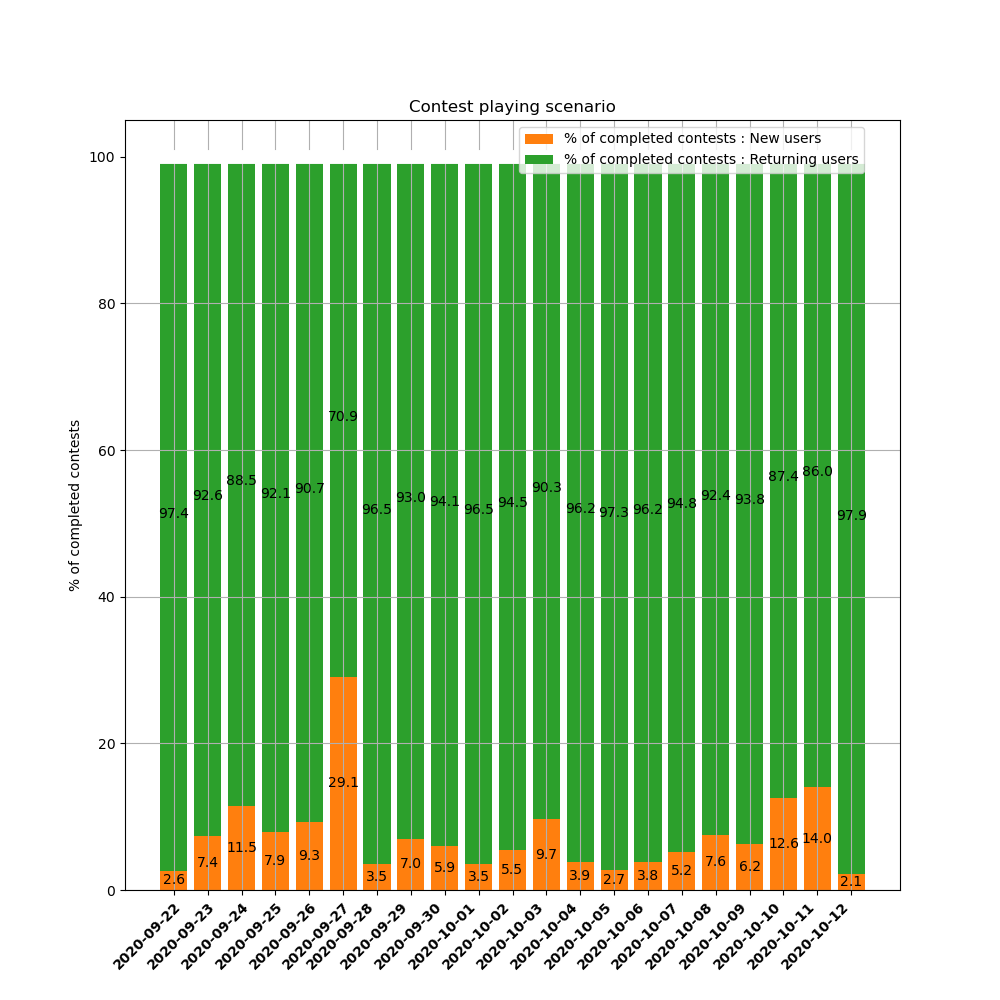 Contest playing scenario
% of completed contests : New users
% of completed contests : Returning users
100
80
60
40
20
0
% of completed contests
97.4 92.6 88.5 92.1 90.7 70.9 96.5 93.0 94.1 96.5 94.5 90.3 96.2 97.3 96.2 94.8 92.4 93.8 87.4 86.0 97.9
2.6 7.4 11.5 7.9 9.3 29.1 3.5 7.0 5.9 3.5 5.5 9.7 3.9 2.7 3.8 5.2 7.6 6.2 12.6 14.0 2.1
2020-09-22 2020-09-23 2020-09-24 2020-09-25 2020-09-26 2020-09-27 2020-09-28 2020-09-29 2020-09-30 2020-10-01 2020-10-02 2020-10-03 2020-10-04 2020-10-05 2020-10-06 2020-10-07 2020-10-08 2020-10-09 2020-10-10 2020-10-11 2020-10-12